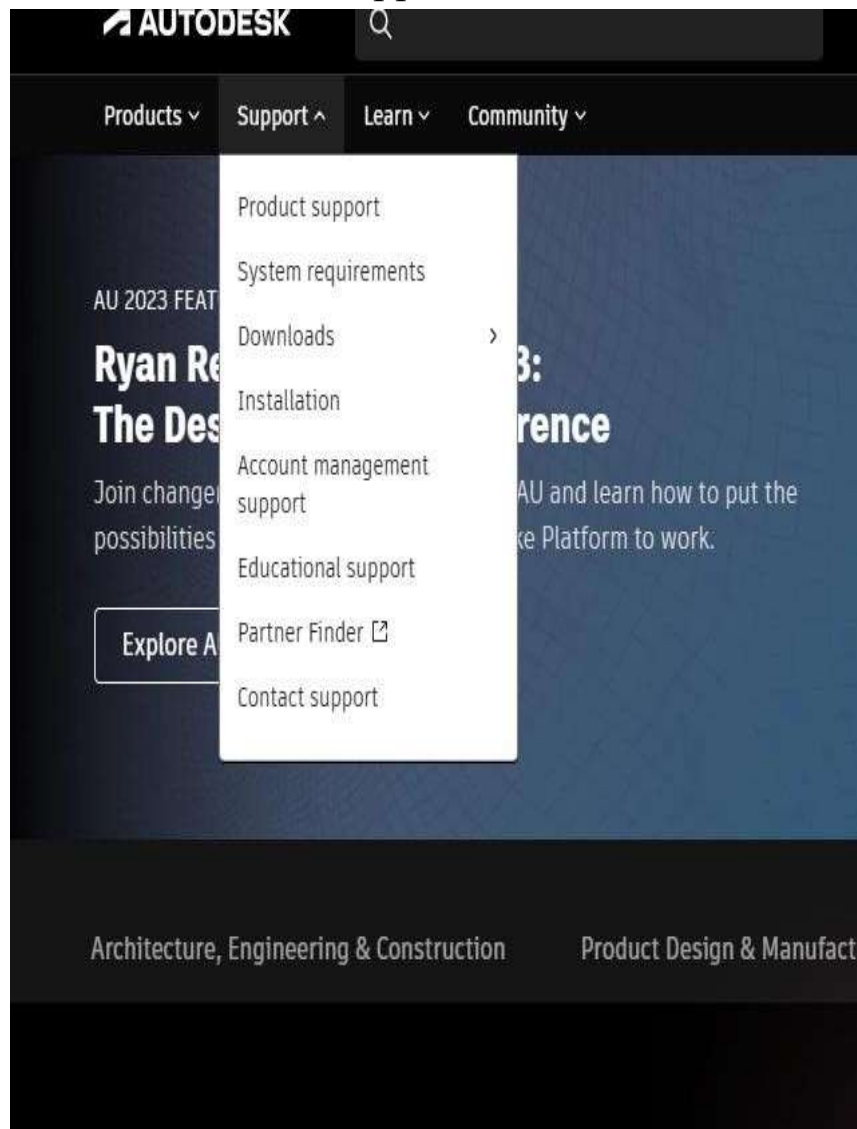 AUTODESK
Products Support Learn Community
Product support
System requirements
AU 2023 FEAT
Downloads
Ryan Re 3:
Installation
The Des rence
Account management
support
Join change AU and learn how to put the
possibilities ke Platform to work.
Educational support
Partner Finder
Explore A
Contact support
Architecture, Engineering & Construction Product Design & Manufact